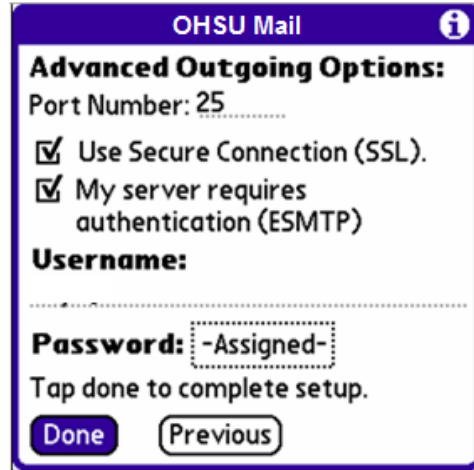 OHSU Mail
Advanced Outgoing Options:
Port Number: 25
Use Secure Connection (SSL).
My server requires
authentication (ESMTP)
Username:
Password: -Assigned-
Tap done to complete setup.
Done Previous